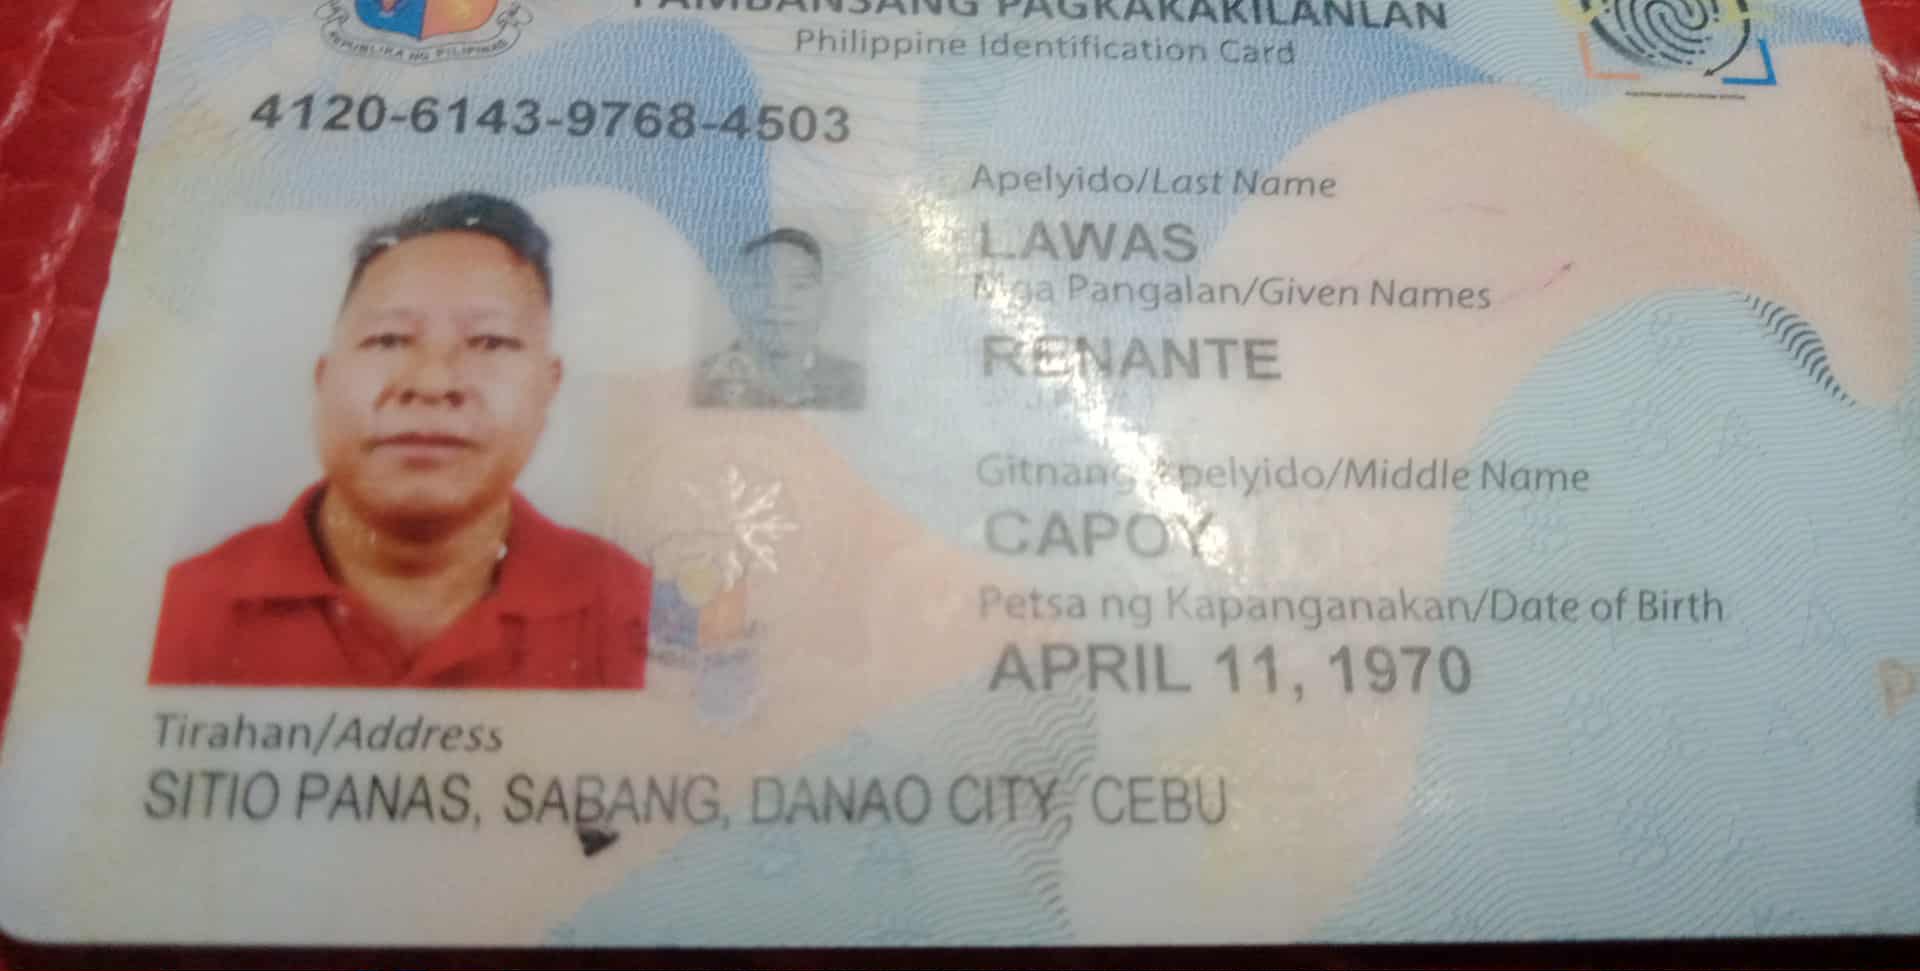 REPUBLIKA NG PILIPINAS
PAMBANSANG PAGKAKAKILANLAN
Philippine Identification Card
4120-6143-9768-4503
Apelyido/Last Name
LAWAS
Mga Pangalan/Given Names
RENANTE
Gitnang Apelyido/Middle Name
CAPOY
Petsa ng Kapanganakan/Date of Birth
APRIL 11, 1970
Tirahan/Address
SITIO PANAS, SABANG, DANAO CITY, CEBU